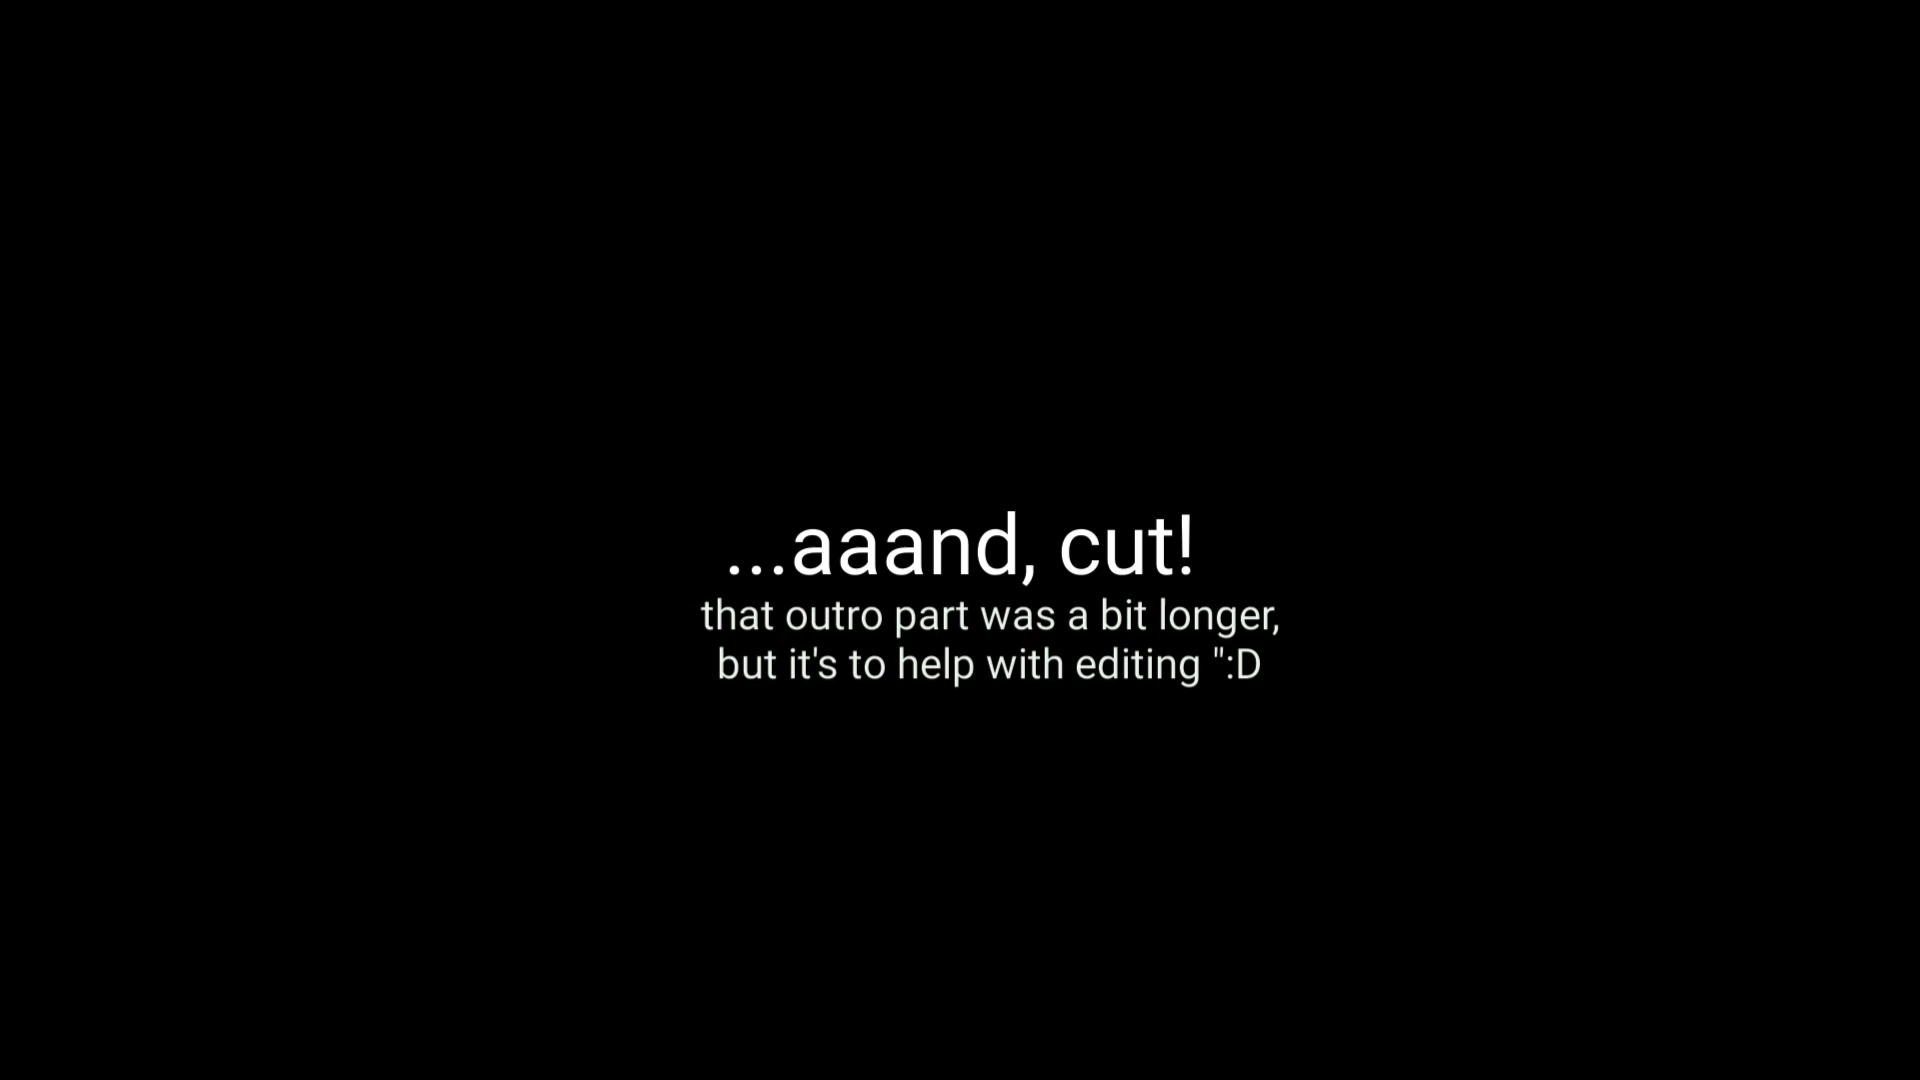 ...aaand, cut!
that outro part was a bit longer,
but it's to help with editing ":D